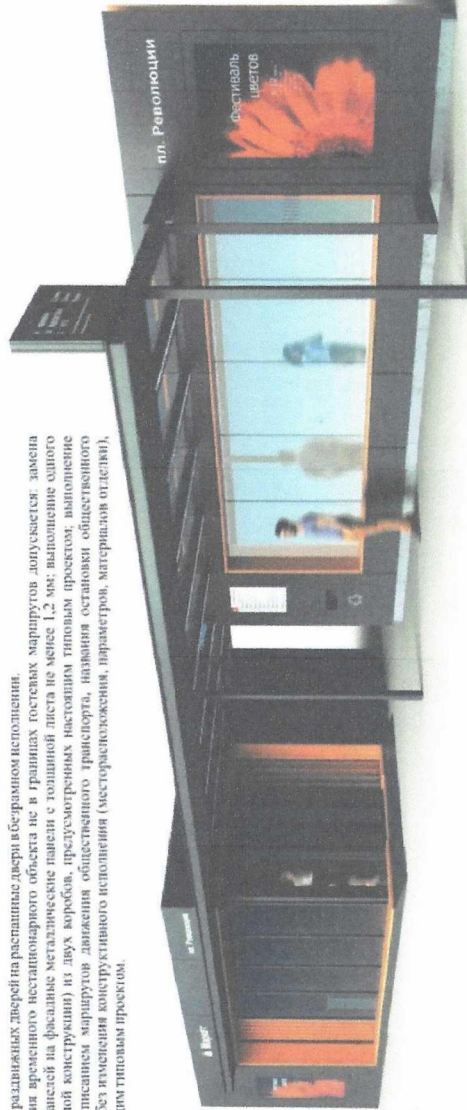 раздвижных дверей на распашные двери в безрамном исполнении.
ия временного нестационарного объекта не в границах гостевых маршрутов допускается: замена
анелей на фасадные металлические панели с толщиной листа не менее 1,2 мм; выполнение одного
ной конструкции) из двух коробов, предусмотренных настоящим типовым проектом; выполнение
писанием маршрутов движения общественного транспорта, названия остановки общественного
без изменения конструктивного исполнения (месторасположения, параметров, материалов отделки),
щим типовым проектом.
пл. Революции
Фестиваль
цветов